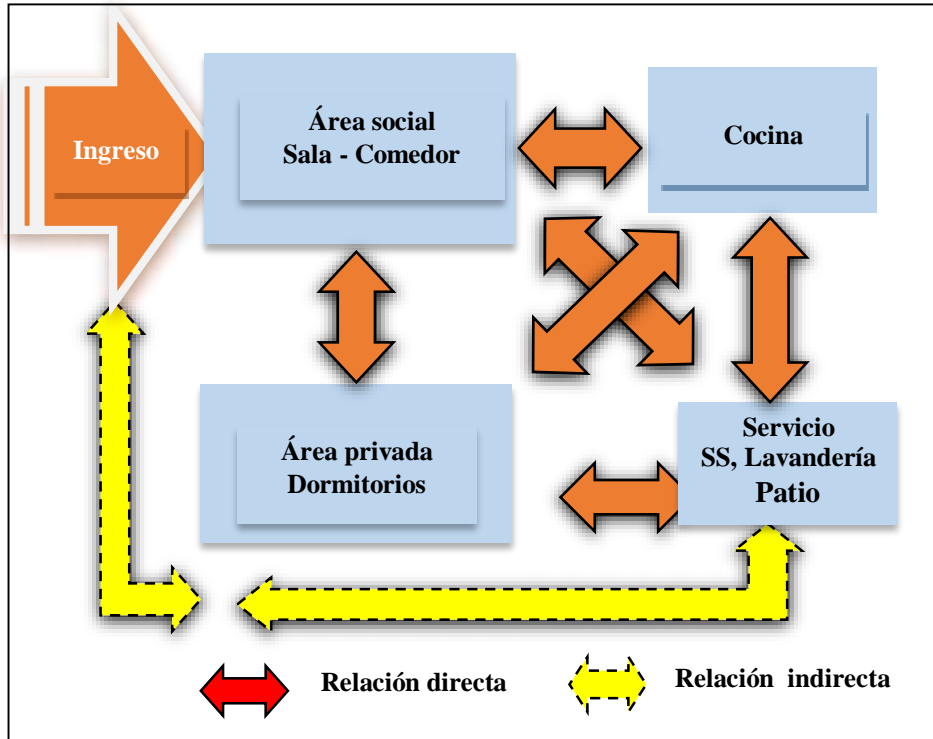 Ingreso
Área social
Sala - Comedor
Cocina
Área privada
Dormitorios
Servicio
SS, Lavandería
Patio
Relación directa
Relación indirecta